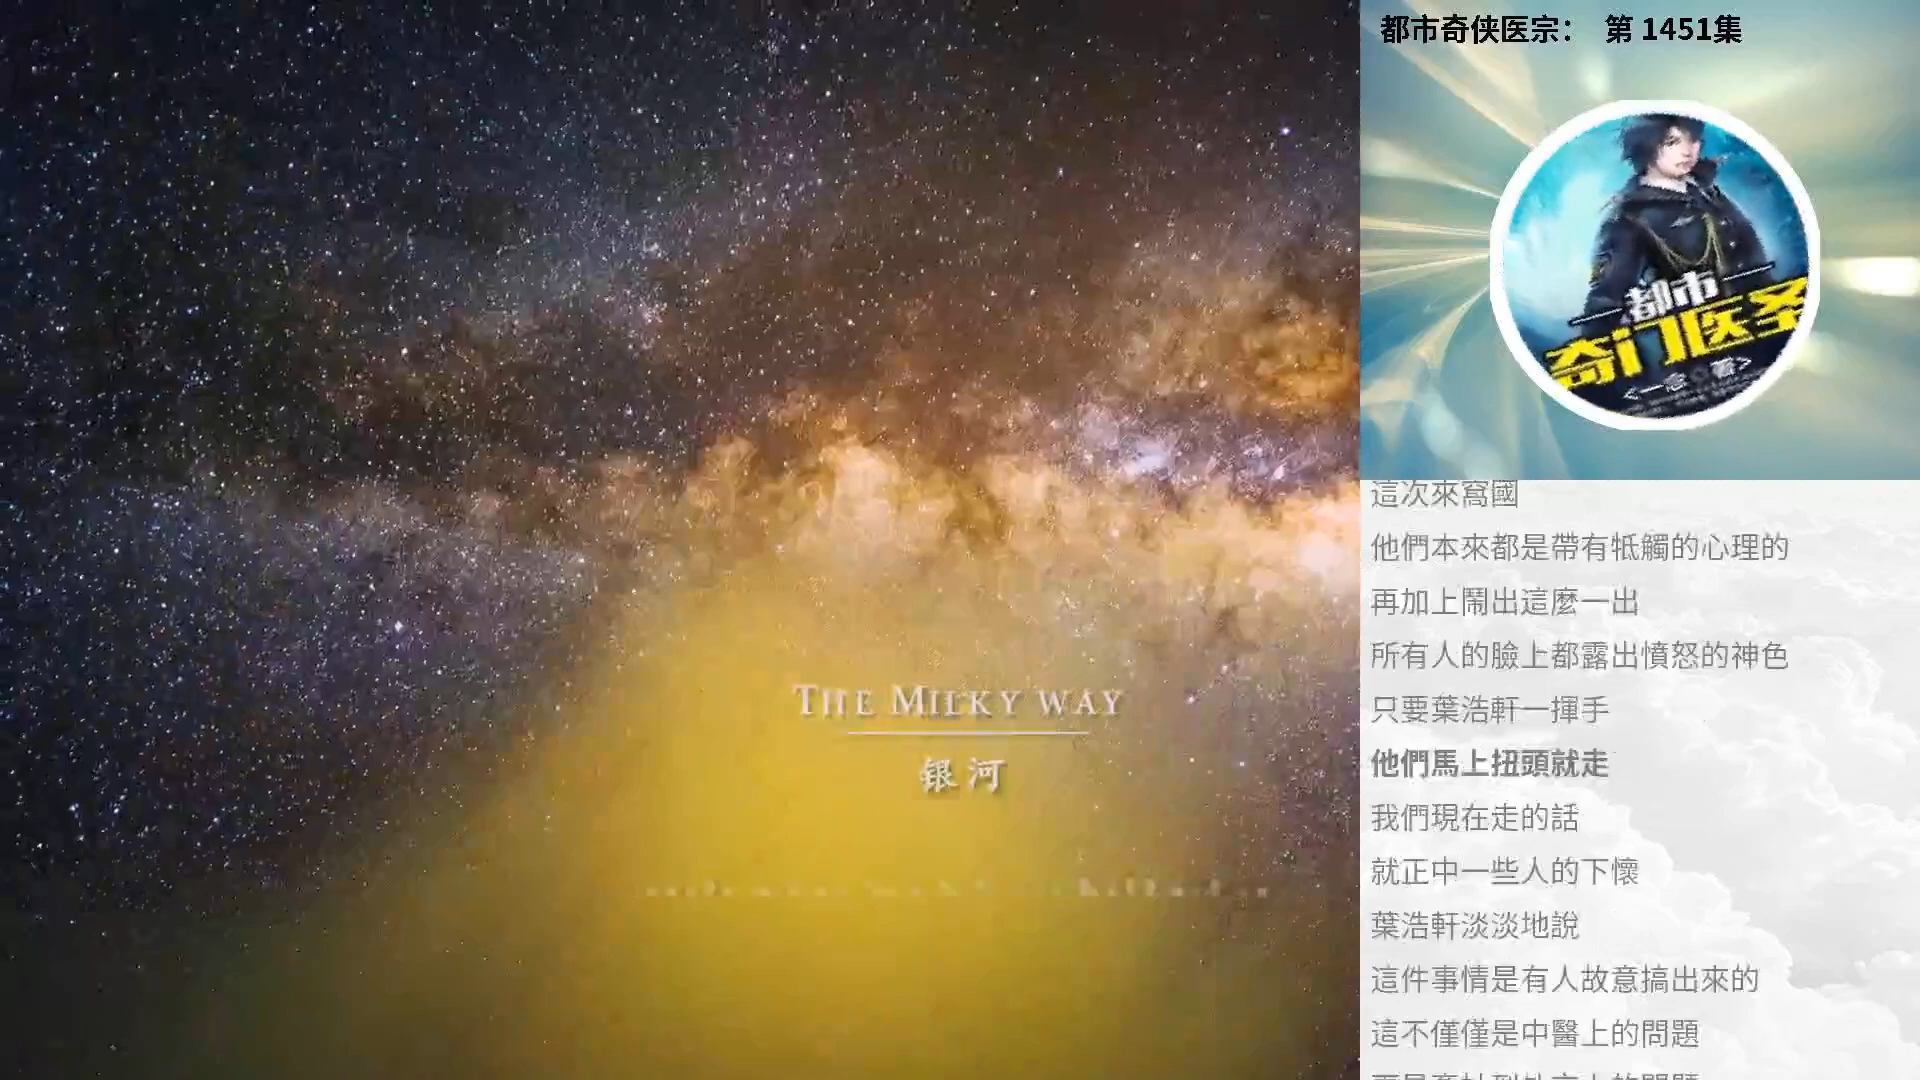 都市奇侠医宗： 第 1451集
都市
奇门医圣
THE MILKY WAY
银河
這次來窩國
他們本來都是帶有牴觸的心理的
再加上鬧出這麼一出
所有人的臉上都露出憤怒的神色
只要葉浩軒一揮手
他們馬上扭頭就走
我們現在走的話
就正中一些人的下懷
葉浩軒淡淡地說
這件事情是有人故意搞出來的
這不僅僅是中醫上的問題